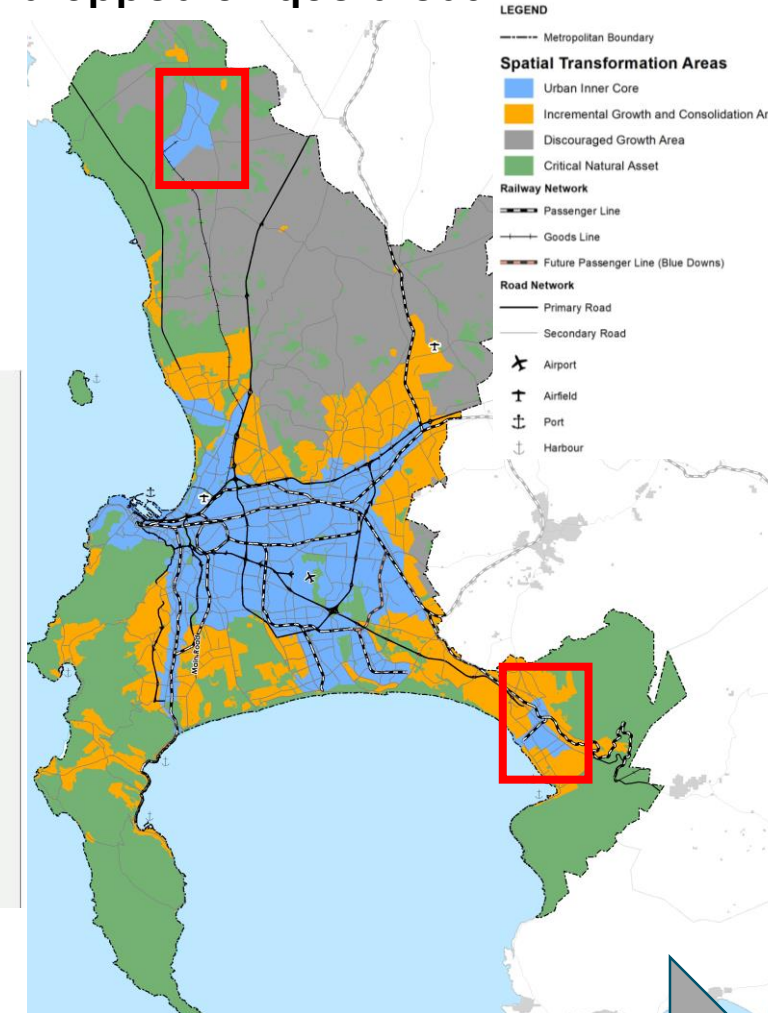 LEGEND
Metropolitan Boundary
Spatial Transformation Areas
Urban Inner Core
Incremental Growth and Consolidation Ar
Discouraged Growth Area
Critical Natural Asset
Railway Network
Passenger Line
Goods Line
Future Passenger Line (Blue Downs)
Road Network
Primary Road
Secondary Road
Airport
Airfield
Port
Harbour
Main Road